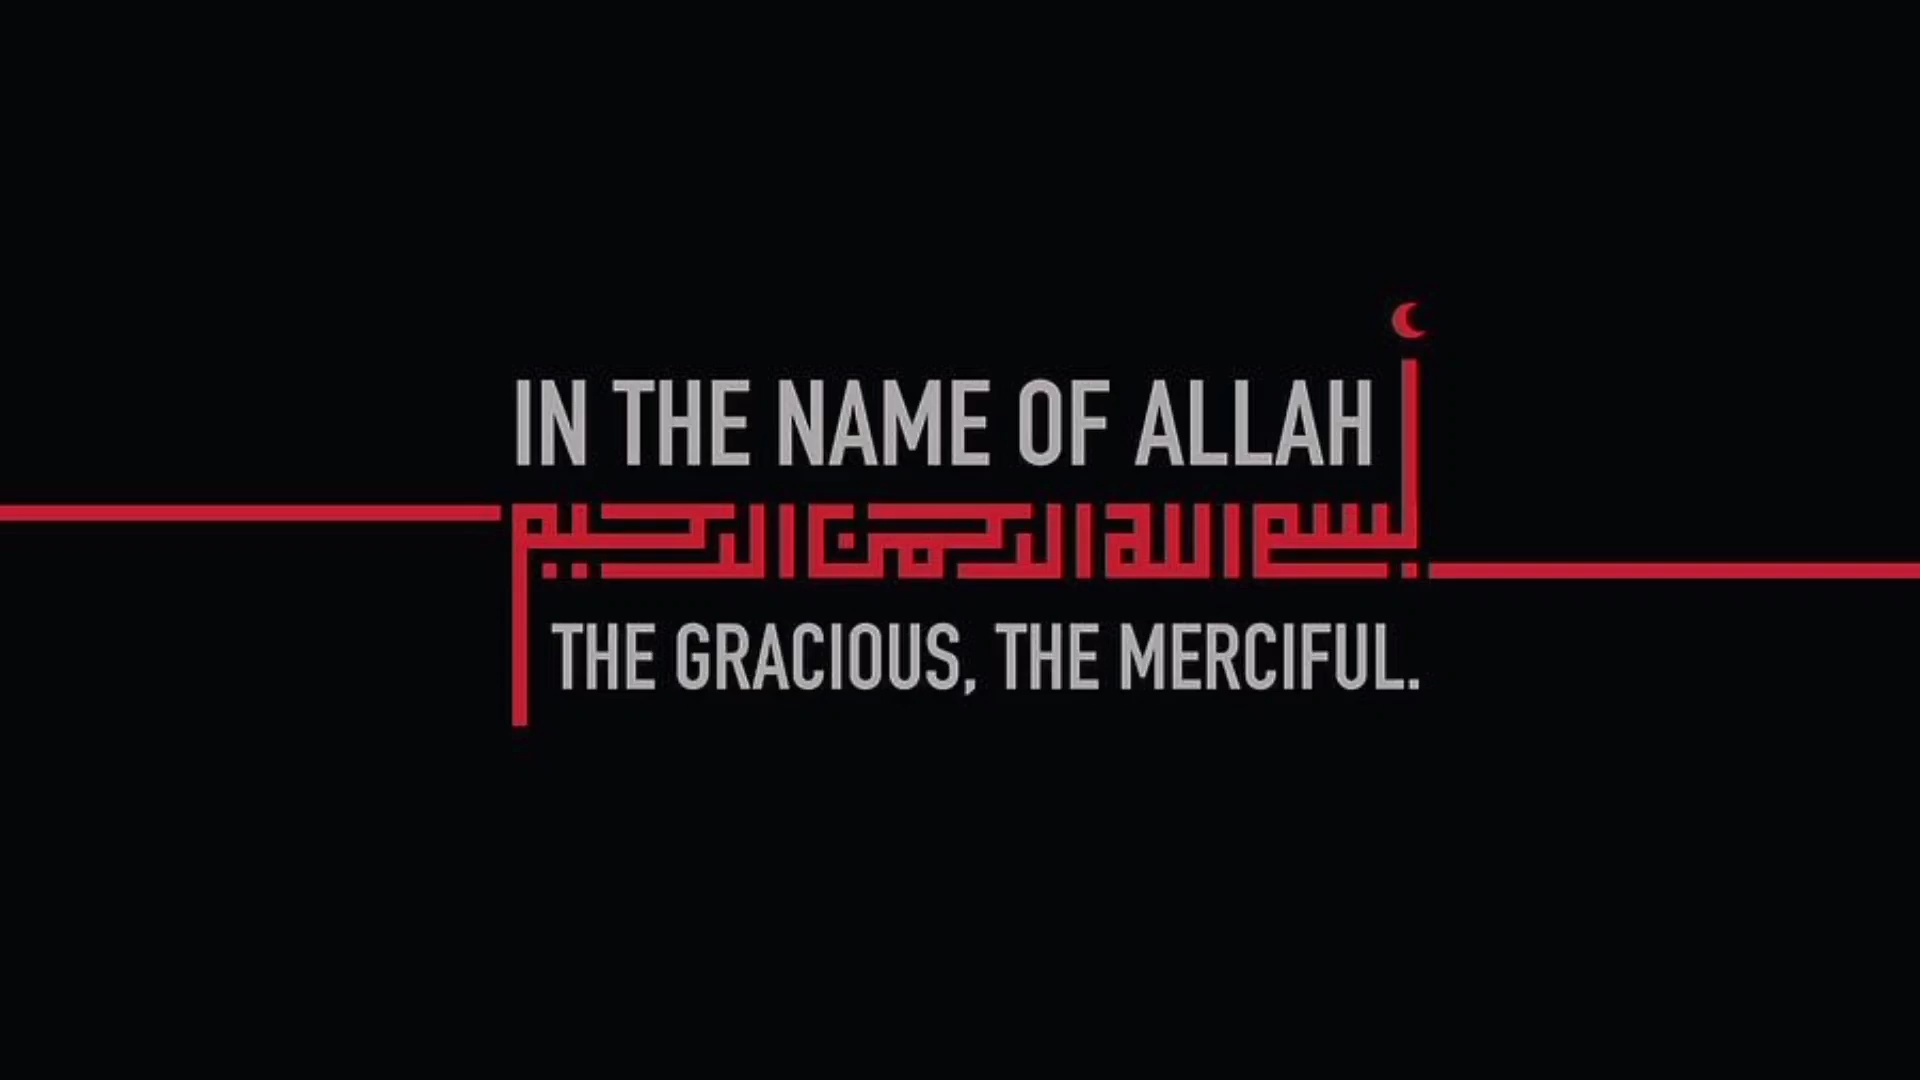 IN THE NAME OF ALLAH
بسم الله الرحمن الرحيم
THE GRACIOUS, THE MERCIFUL.